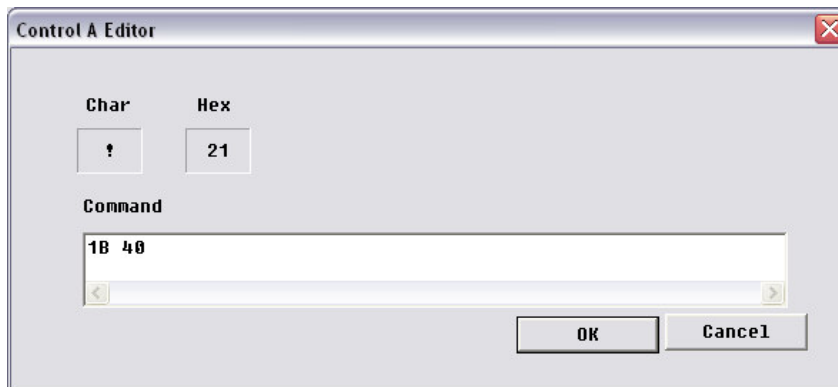 Control A Editor
Char Hex
! 21
Command
1B 40
OK Cancel